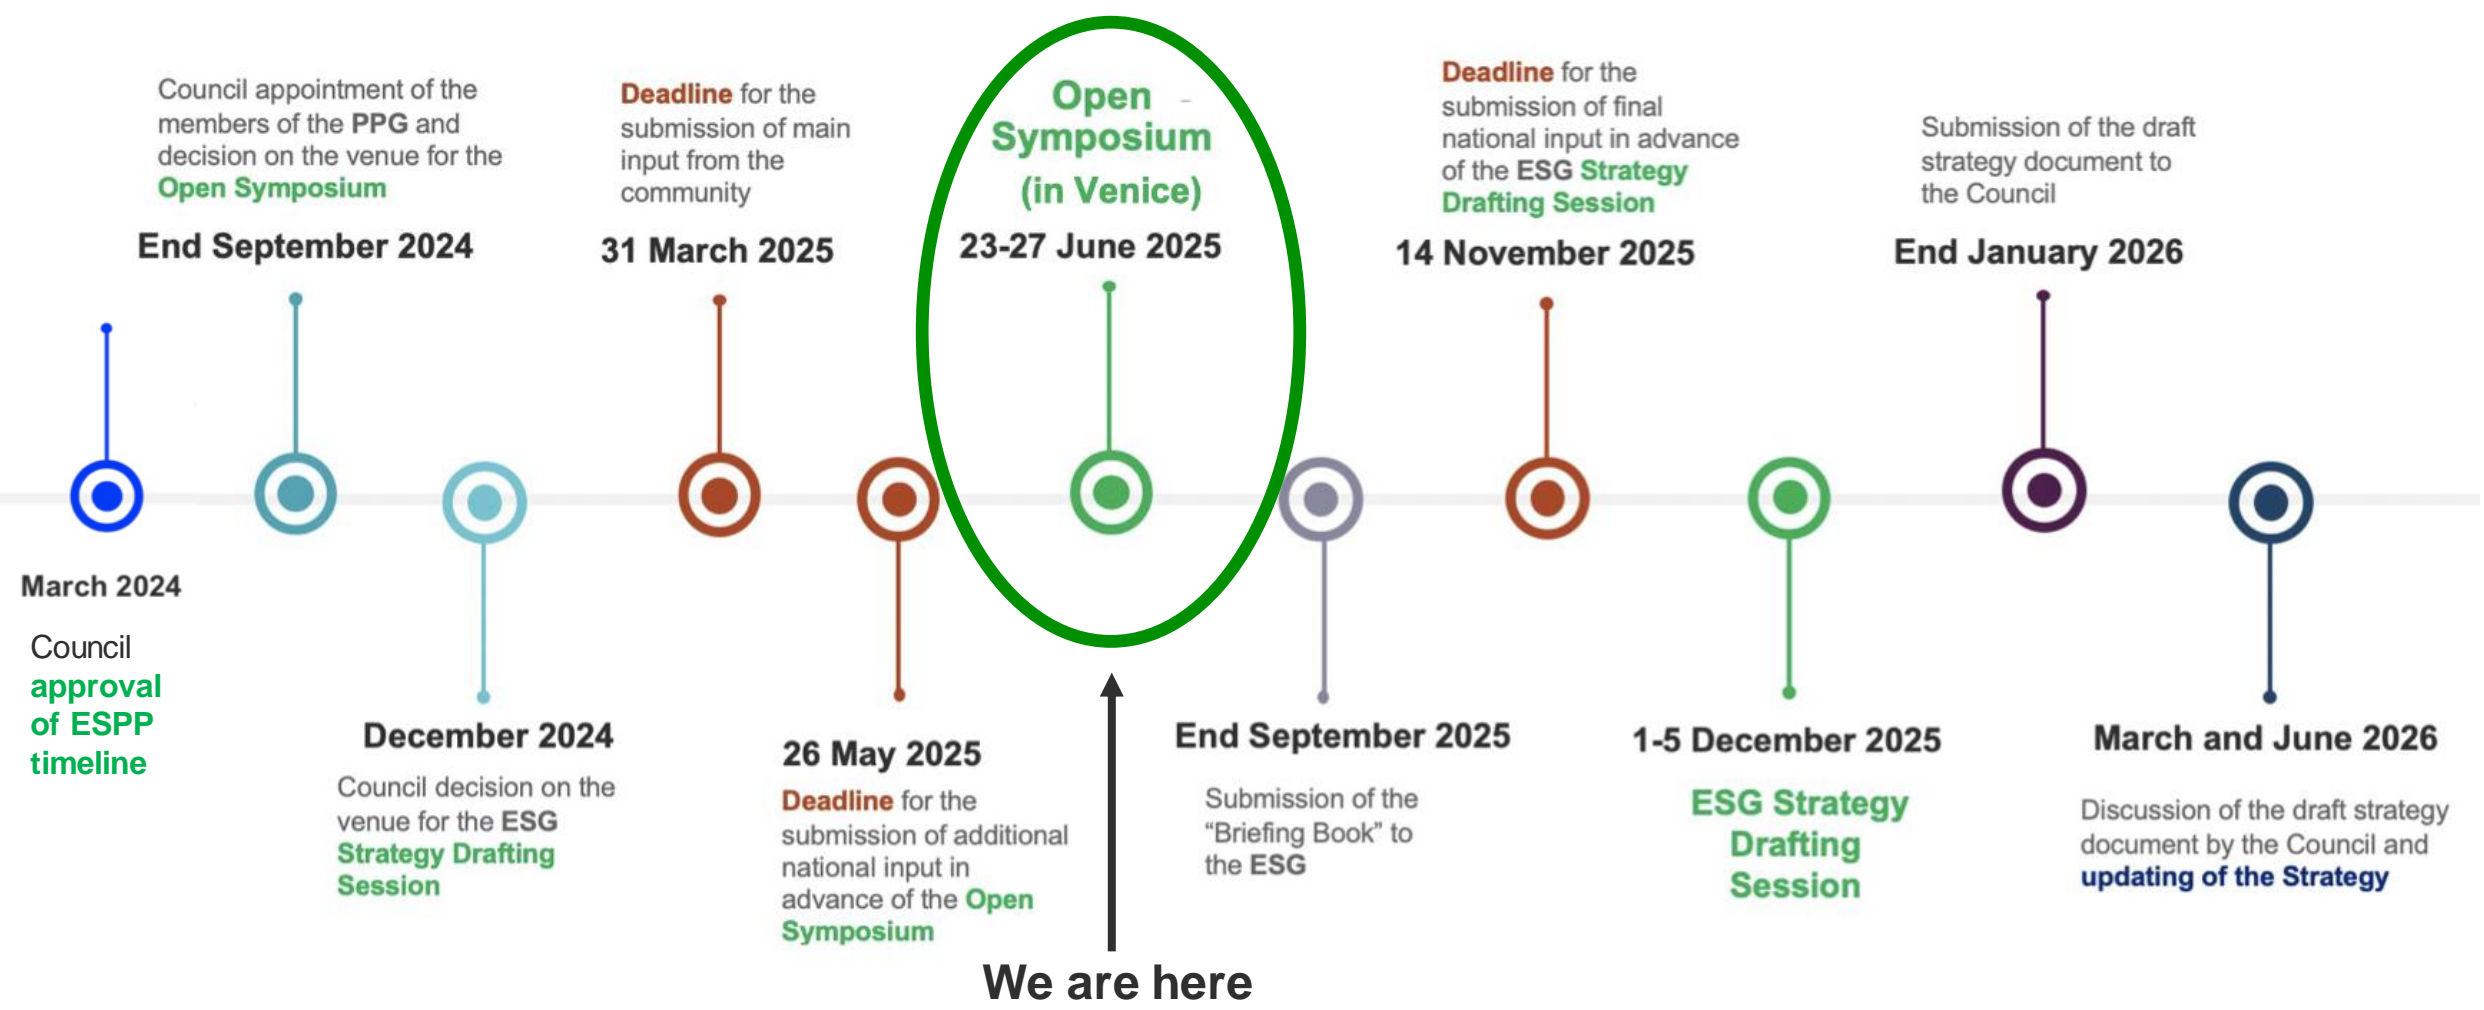 March 2024
Council
approval
of ESPP
timeline
Council appointment of the
members of the PPG and
decision on the venue for the
Open Symposium
End September 2024
December 2024
Council decision on the
venue for the ESG
Strategy Drafting
Session
Deadline for the
submission of main
input from the
community
31 March 2025
26 May 2025
Deadline for the
submission of additional
national input in
advance of the Open
Symposium
Open
Symposium
(in Venice)
23-27 June 2025
We are here
End September 2025
Submission of the
“Briefing Book” to
the ESG
Deadline for the
submission of final
national input in advance
of the ESG Strategy
Drafting Session
14 November 2025
1-5 December 2025
ESG Strategy
Drafting
Session
Submission of the draft
strategy document to
the Council
End January 2026
March and June 2026
Discussion of the draft strategy
document by the Council and
updating of the Strategy